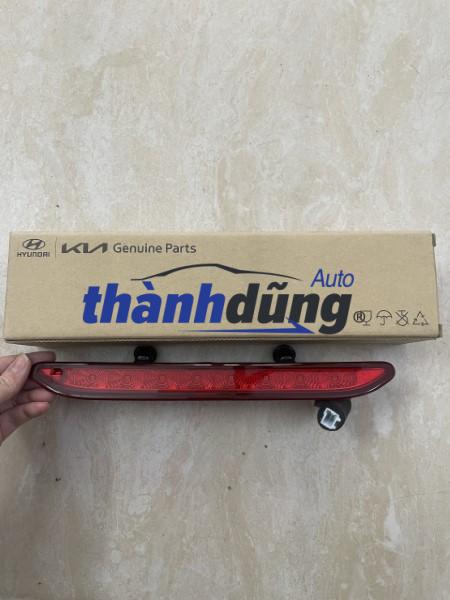 HYUNDAI KIA Genuine Parts
Auto
thànhdũng ®